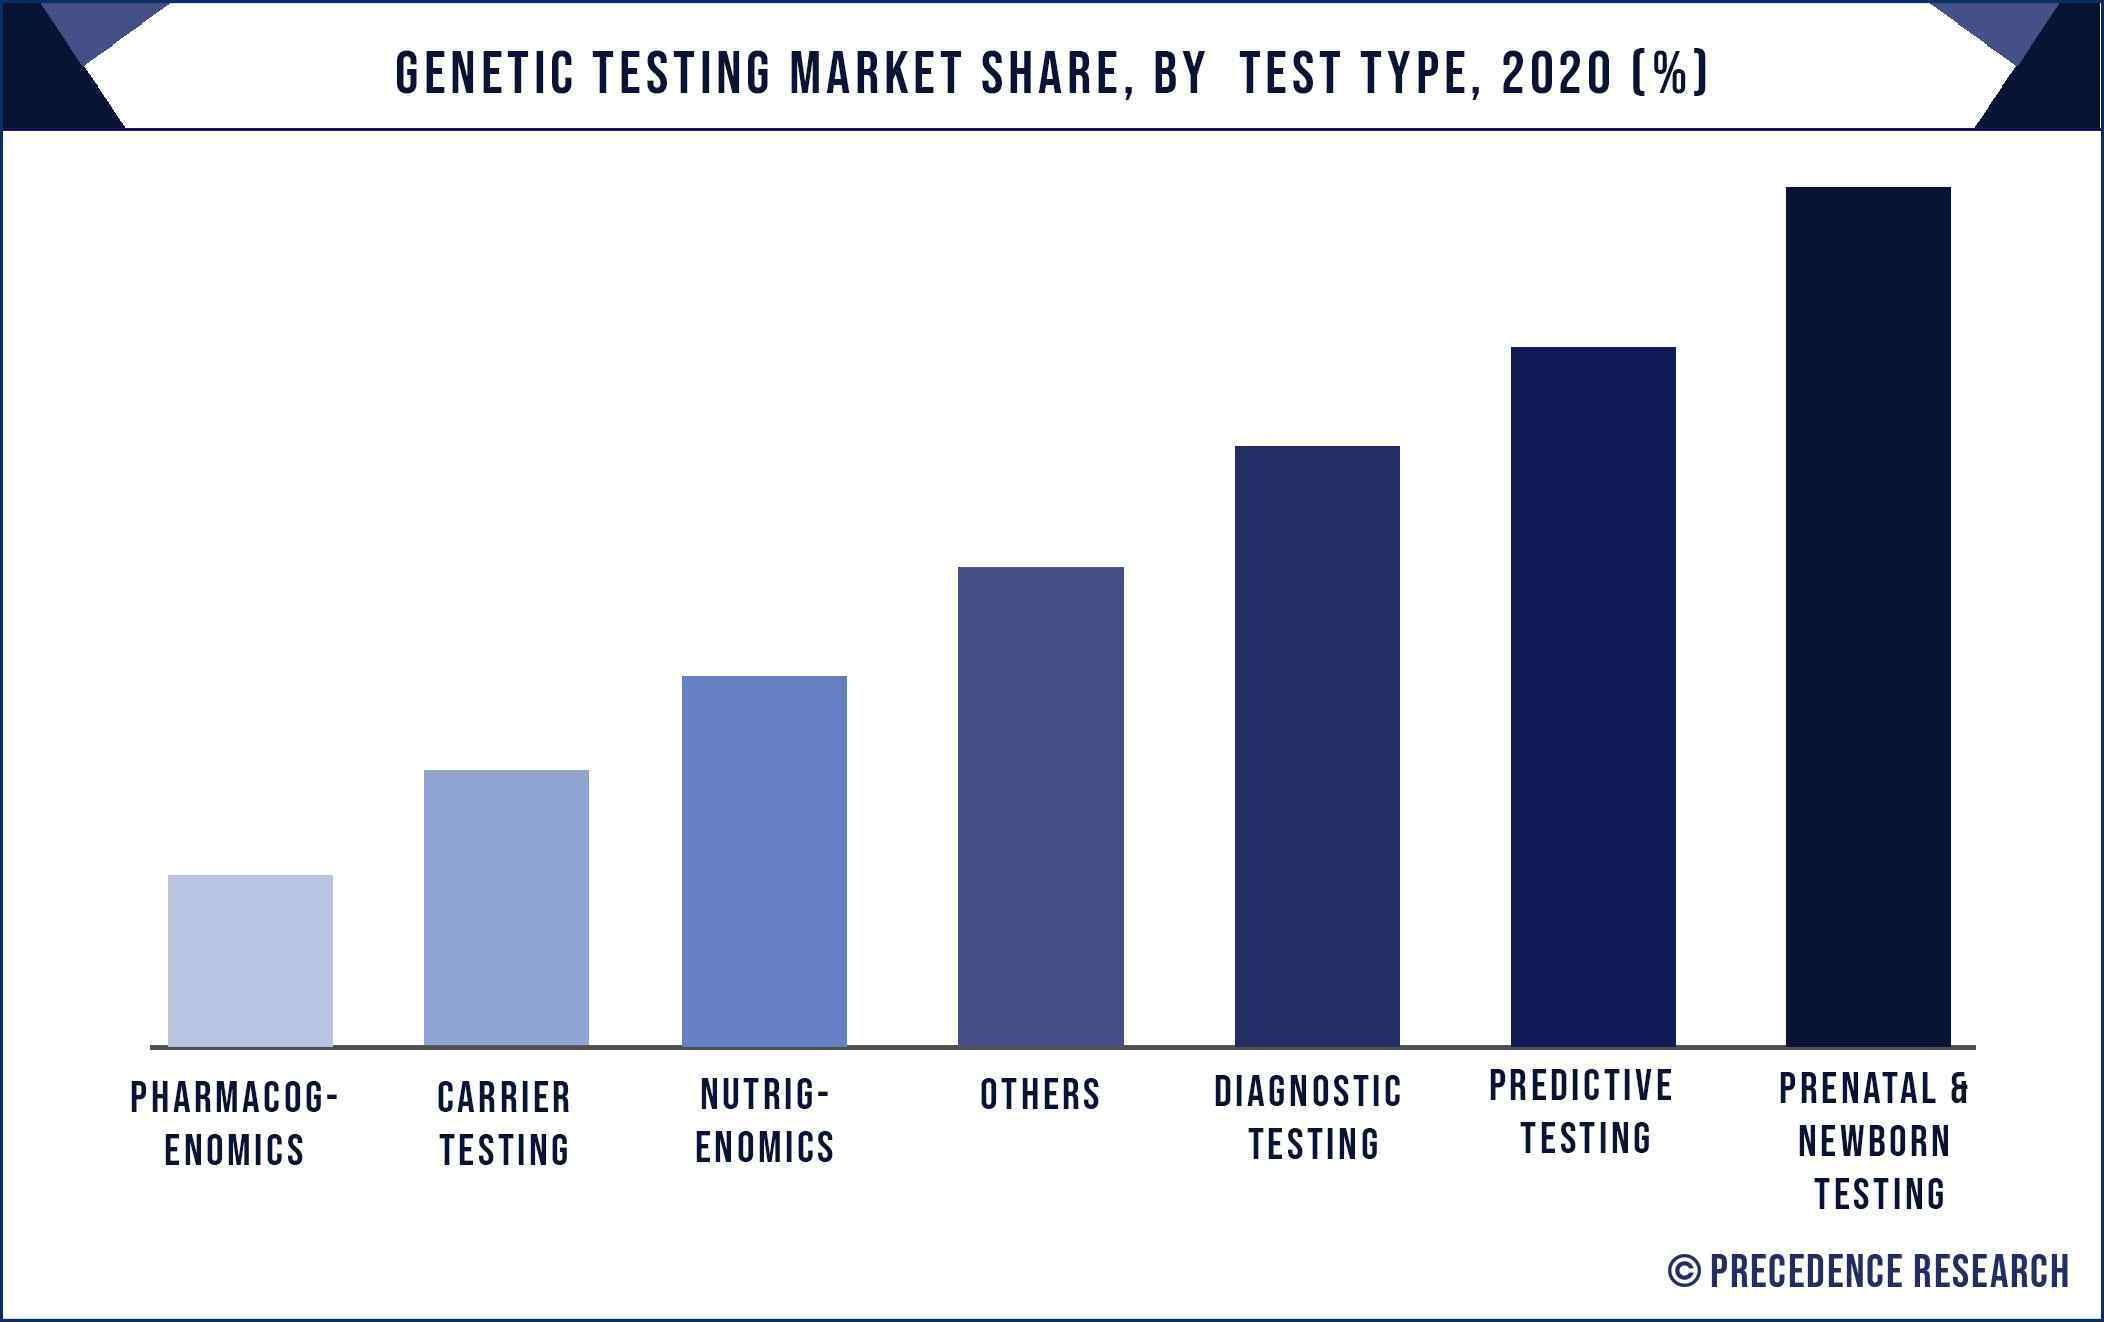 GENETIC TESTING MARKET SHARE, BY TEST TYPE, 2020 (%)
PHARMACOG-
ENOMICS
CARRIER
TESTING
NUTRIG-
ENOMICS
OTHERS
DIAGNOSTIC
TESTING
PREDICTIVE
TESTING
PRENATAL &
NEWBORN
TESTING
© PRECEDENCE RESEARCH